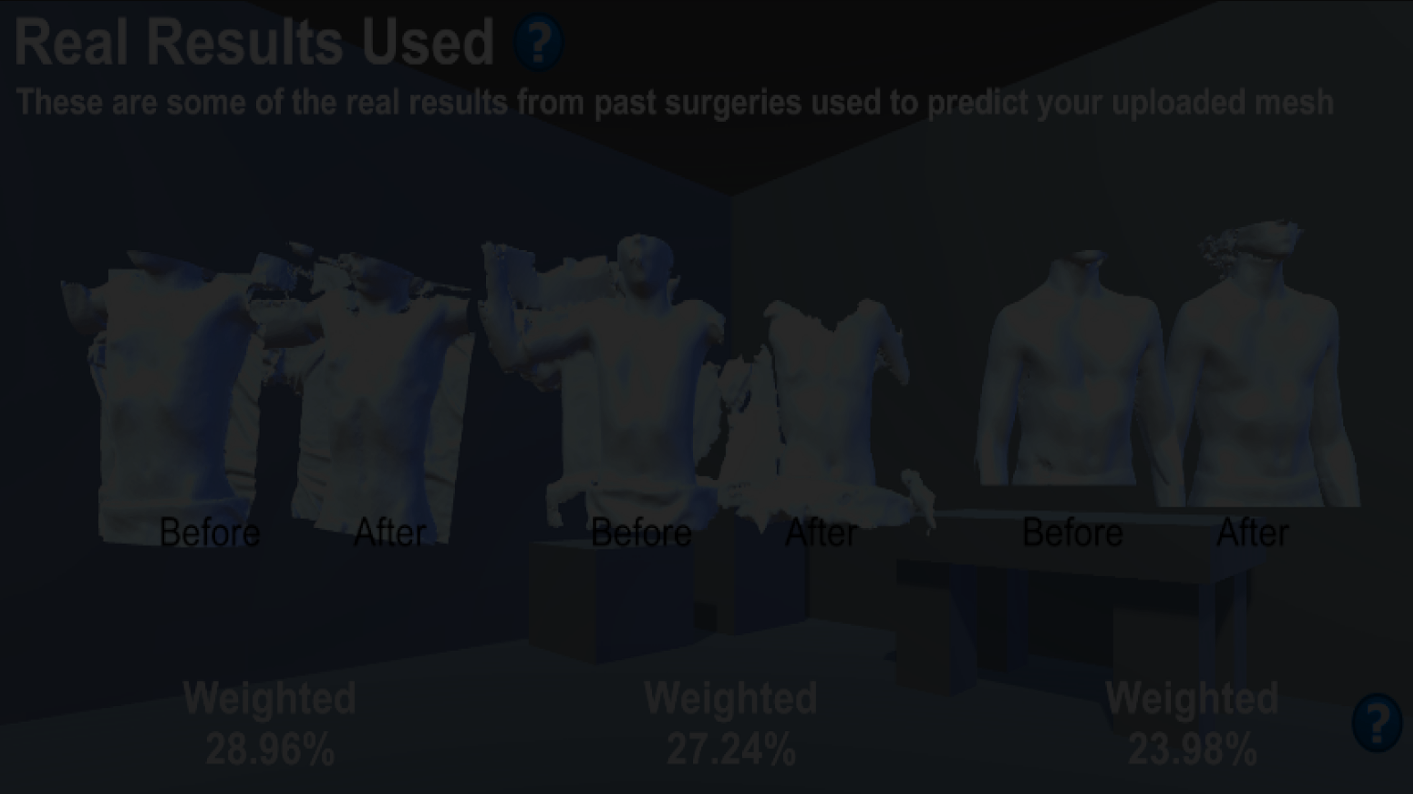 Real Results Used ?
These are some of the real results from past surgeries used to predict your uploaded mesh
Before After Before After Before After
Weighted Weighted Weighted
28.96% 27.24% 23.98%
?